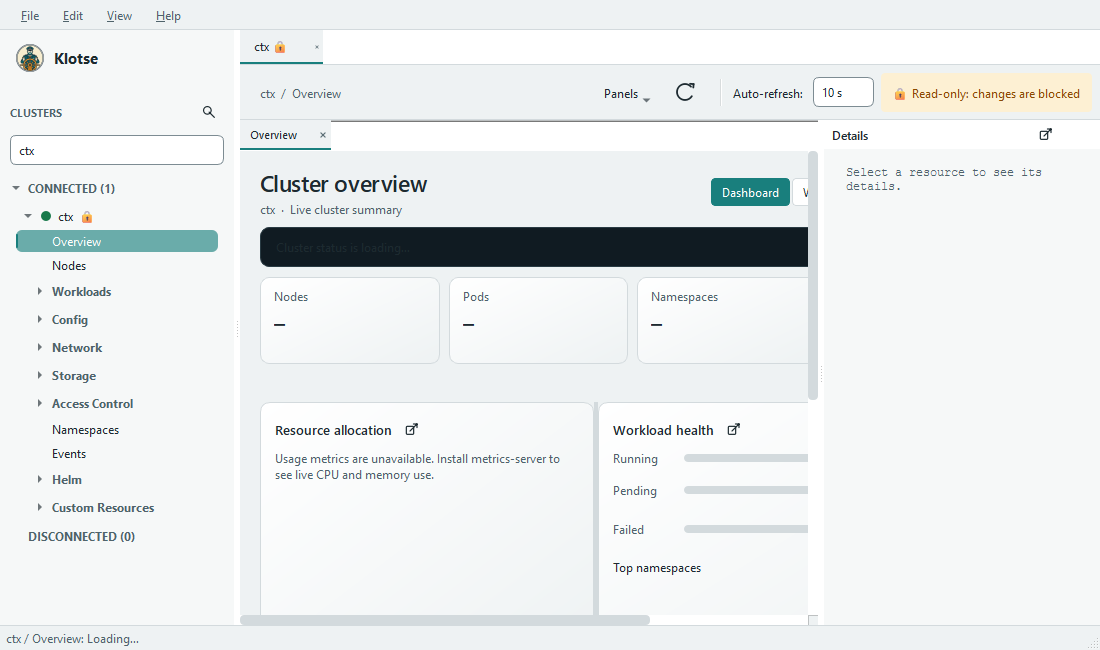 File Edit View Help
Klotse
CLUSTERS
ctx
CONNECTED (1)
ctx
Overview
Nodes
Workloads
Config
Network
Storage
Access Control
Namespaces
Events
Helm
Custom Resources
DISCONNECTED (0)
ctx
ctx / Overview
Panels
Auto-refresh:
10 s
Read-only: changes are blocked
Overview
Cluster overview
ctx · Live cluster summary
Dashboard
Cluster status is loading...
Nodes
–
Pods
–
Namespaces
–
Resource allocation
Usage metrics are unavailable. Install metrics-server to
see live CPU and memory use.
Workload health
Running
Pending
Failed
Top namespaces
Details
Select a resource to see its
details.
ctx / Overview: Loading...